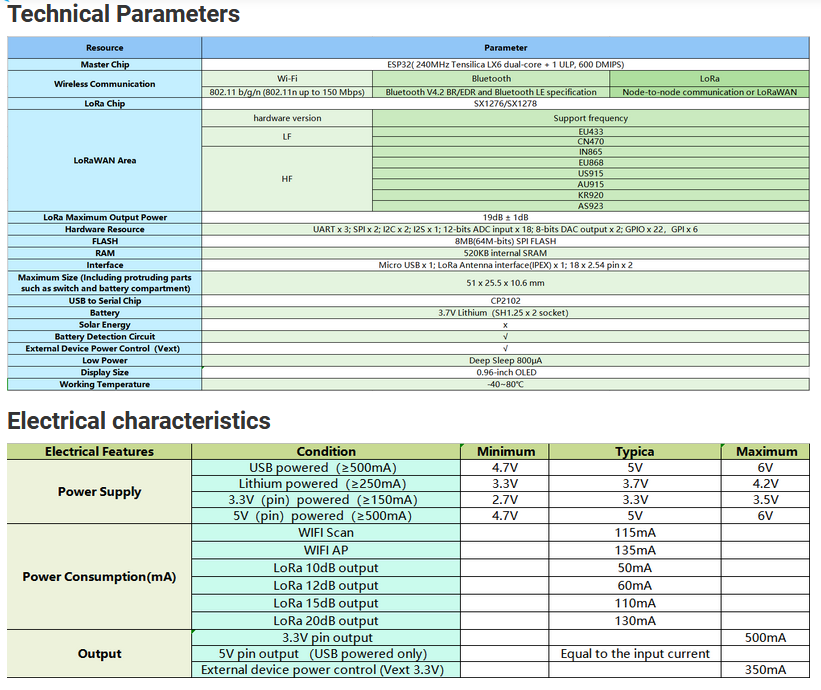 Technical Parameters
Resource Parameter
Master Chip ESP32( 240MHz Tensilica LX6 dual-core + 1 ULP, 600 DMIPS)
Wireless Communication Wi-Fi Bluetooth LoRa
802.11 b/g/n (802.11n up to 150 Mbps) Bluetooth V4.2 BR/EDR and Bluetooth LE specification Node-to-node communication or LoRaWAN
LoRa Chip SX1276/SX1278
LoRaWAN Area hardware version Support frequency
LF EU433
CN470
HF IN865
EU868
US915
AU915
KR920
AS923
LoRa Maximum Output Power 19dB ± 1dB
Hardware Resource UART x 3; SPI x 2; I2C x 2; I2S x 1; 12-bits ADC input x 18; 8-bits DAC output x 2; GPIO x 22, GPI x 6
FLASH 8MB(64M-bits) SPI FLASH
RAM 520KB internal SRAM
Interface Micro USB x 1; LoRa Antenna interface(IPEX) x 1; 18 x 2.54 pin x 2
Maximum Size (Including protruding parts
such as switch and battery compartment) 51 x 25.5 x 10.6 mm
USB to Serial Chip CP2102
Battery 3.7V Lithium (SH1.25 x 2 socket)
Solar Energy x
Battery Detection Circuit √
External Device Power Control (Vext) √
Low Power Deep Sleep 800μA
Display Size 0.96-inch OLED
Working Temperature -40~80℃
Electrical characteristics
Electrical Features Condition Minimum Typica Maximum
Power Supply USB powered (≥500mA) 4.7V 5V 6V
Lithium powered (≥250mA) 3.3V 3.7V 4.2V
3.3V (pin) powered (≥150mA) 2.7V 3.3V 3.5V
5V (pin) powered (≥500mA) 4.7V 5V 6V
Power Consumption(mA) WIFI Scan 115mA
WIFI AP 135mA
LoRa 10dB output 50mA
LoRa 12dB output 60mA
LoRa 15dB output 110mA
LoRa 20dB output 130mA
Output 3.3V pin output 500mA
5V pin output (USB powered only) Equal to the input current
External device power control (Vext 3.3V) 350mA